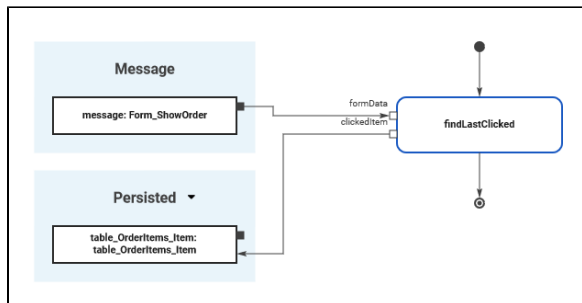 Message
message: Form_ShowOrder
formData
clickedItem
findLastClicked
Persisted
table_OrderItems_Item:
table_OrderItems_Item